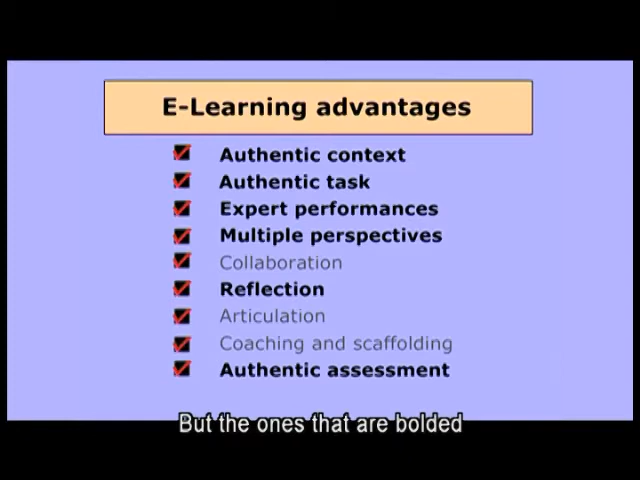 E-Learning advantages
Authentic context
Authentic task
Expert performances
Multiple perspectives
Collaboration
Reflection
Articulation
Coaching and scaffolding
Authentic assessment
But the ones that are bolded